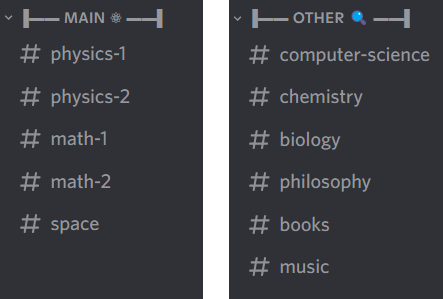 MAIN ⚛
# physics-1
# physics-2
# math-1
# math-2
# space
OTHER 🔍
# computer-science
# chemistry
# biology
# philosophy
# books
# music